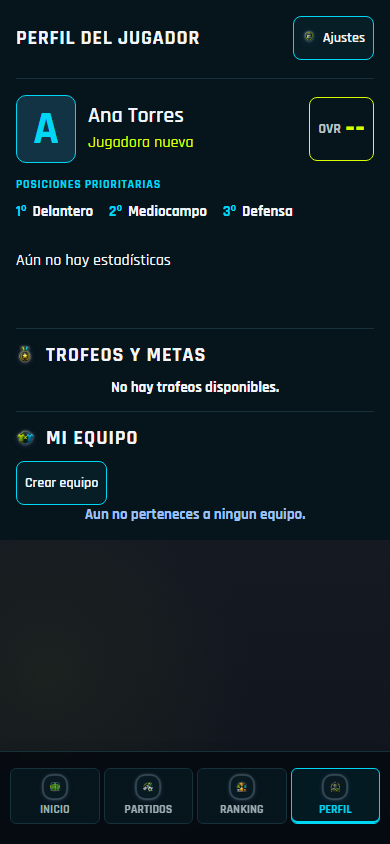 PERFIL DEL JUGADOR
Ajustes
A
Ana Torres
Jugadora nueva
OVR --
POSICIONES PRIORITARIAS
1º Delantero 2º Mediocampo 3º Defensa
Aún no hay estadísticas
TROFEOS Y METAS
No hay trofeos disponibles.
MI EQUIPO
Crear equipo
Aun no perteneces a ningun equipo.
INICIO
PARTIDOS
RANKING
PERFIL